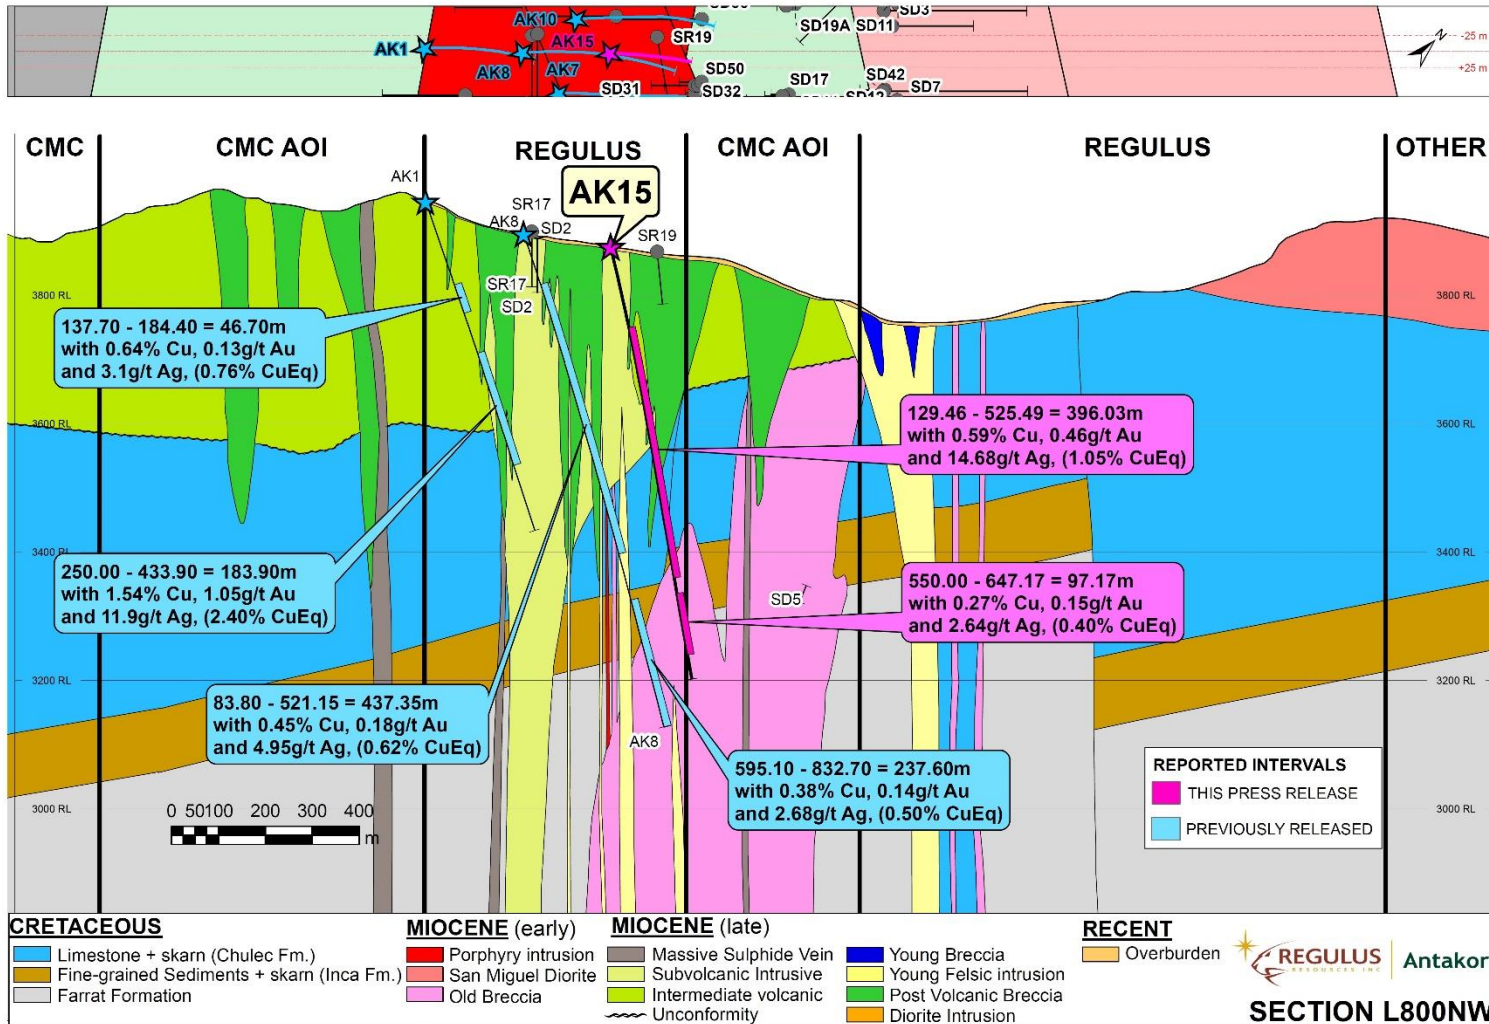 AK10
SD3
SD19A SD11
-25 m
N
AK1
AK15
SR19
AK8
AK7
+25 m
SD50
SD31
SD32
SD17
SD42
SD7
SD12
CMC
CMC AOI
REGULUS
CMC AOI
REGULUS
OTHER
AK1
SR17
AK8
SD2
AK15
SR19
SR17
SD2
3800 RL
3800 RL
137.70 - 184.40 = 46.70m
with 0.64% Cu, 0.13g/t Au
and 3.1g/t Ag, (0.76% CuEq)
129.46 - 525.49 = 396.03m
with 0.59% Cu, 0.46g/t Au
and 14.68g/t Ag, (1.05% CuEq)
3600 RL
3600 RL
3400 RL
3400 RL
250.00 - 433.90 = 183.90m
with 1.54% Cu, 1.05g/t Au
and 11.9g/t Ag, (2.40% CuEq)
550.00 - 647.17 = 97.17m
with 0.27% Cu, 0.15g/t Au
and 2.64g/t Ag, (0.40% CuEq)
SD5
3200 RL
3200 RL
83.80 - 521.15 = 437.35m
with 0.45% Cu, 0.18g/t Au
and 4.95g/t Ag, (0.62% CuEq)
AK8
595.10 - 832.70 = 237.60m
with 0.38% Cu, 0.14g/t Au
and 2.68g/t Ag, (0.50% CuEq)
REPORTED INTERVALS
THIS PRESS RELEASE
PREVIOUSLY RELEASED
3000 RL
3000 RL
0 50 100 200 300 400
m
CRETACEOUS
Limestone + skarn (Chulec Fm.)
Fine-grained Sediments + skarn (Inca Fm.)
Farrat Formation
MIOCENE (early)
Porphyry intrusion
San Miguel Diorite
Old Breccia
MIOCENE (late)
Massive Sulphide Vein
Subvolcanic Intrusive
Intermediate volcanic
Unconformity
Young Breccia
Young Felsic intrusion
Post Volcanic Breccia
Diorite Intrusion
RECENT
Overburden
REGULUS
RESOURCES INC
Antakor
SECTION L800NW